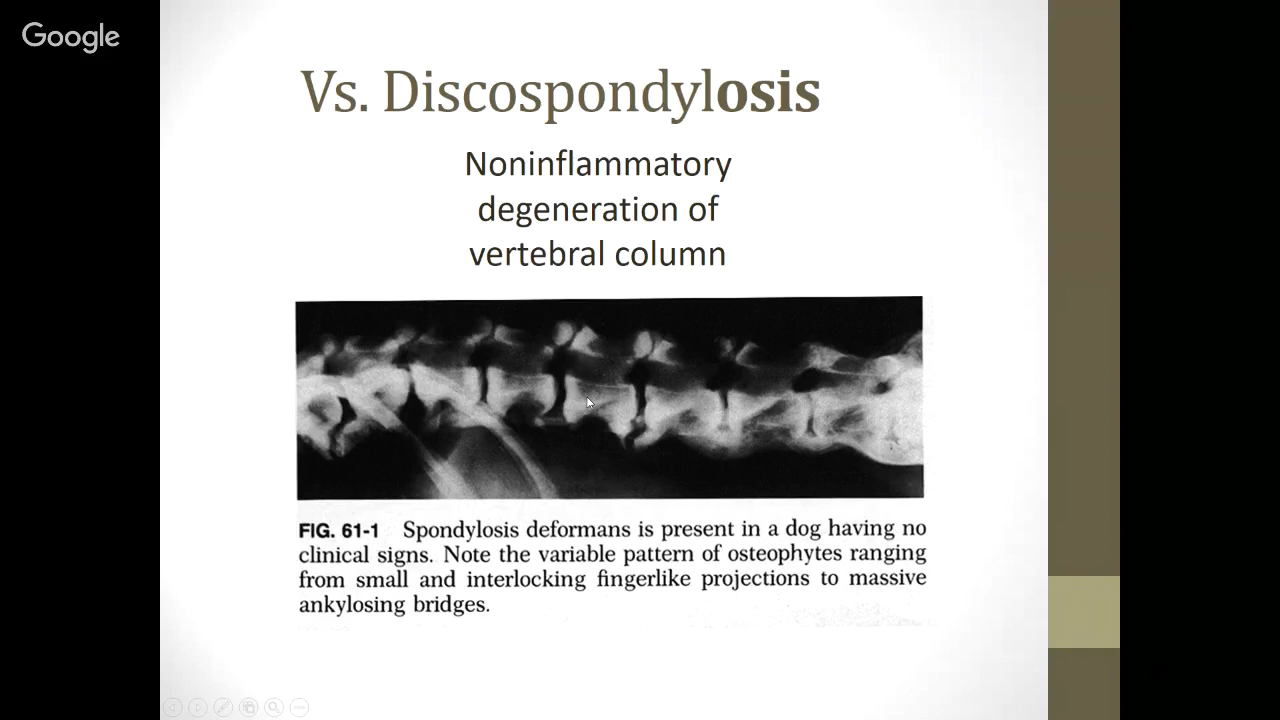 Google
Vs. Discospondylosis
Noninflammatory
degeneration of
vertebral column
FIG. 61-1 Spondylosis deformans is present in a dog having no
clinical signs. Note the variable pattern of osteophytes ranging
from small and interlocking fingerlike projections to massive
ankylosing bridges.